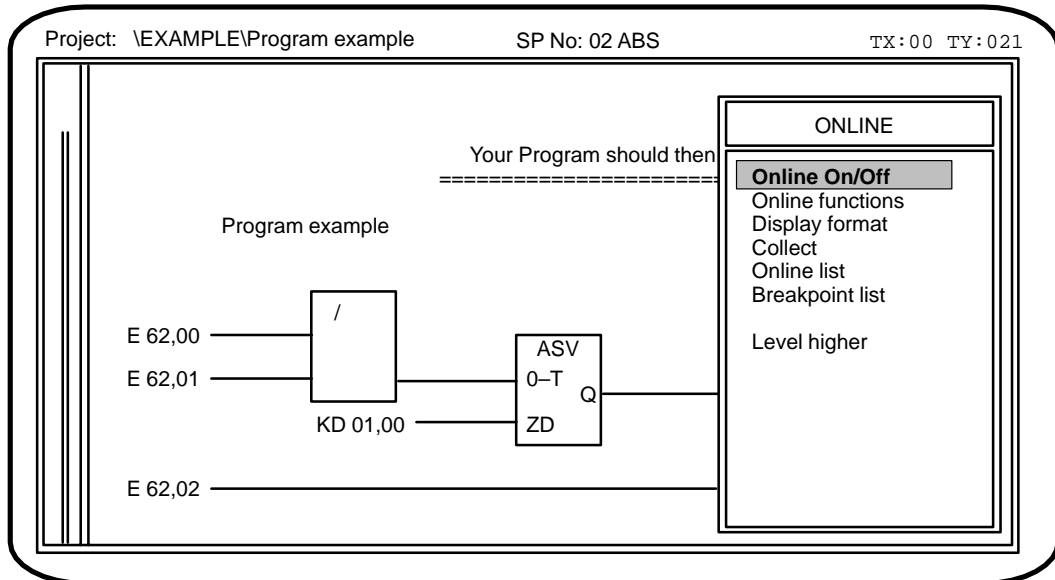 Project: \EXAMPLE\Program example SP No: 02 ABS TX:00 TY:021
ONLINE
Your Program should then
=======================
Online On/Off
Online functions
Display format
Collect
Online list
Breakpoint list
Level higher
Program example
/
E 62,00
E 62,01
ASV
0–T
Q
KD 01,00
ZD
E 62,02